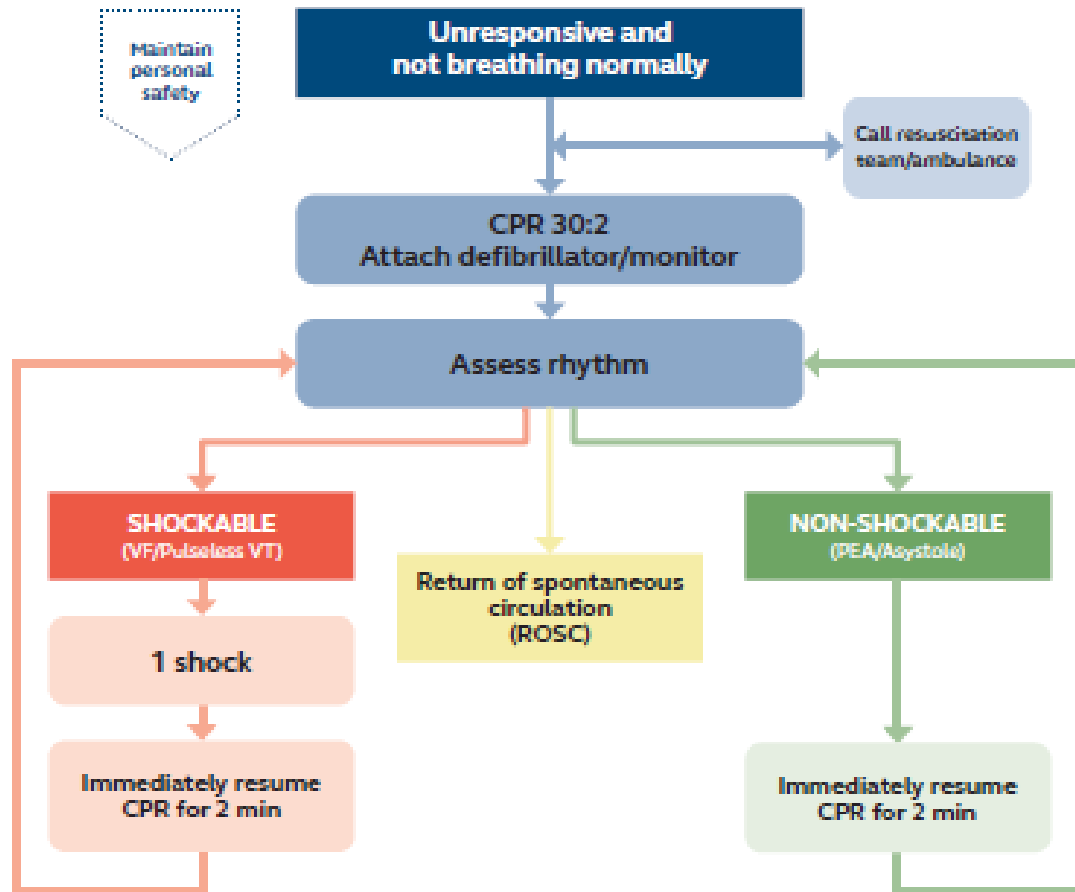 Maintain
personal
safety
Unresponsive and
not breathing normally
Call resuscitation
team/ambulance
CPR 30:2
Attach defibrillator/monitor
Assess rhythm
SHOCKABLE
(VF/Pulseless VT)
Return of spontaneous
circulation
(ROSC)
NON-SHOCKABLE
(PEA/Asystole)
1 shock
Immediately resume
CPR for 2 min
Immediately resume
CPR for 2 min